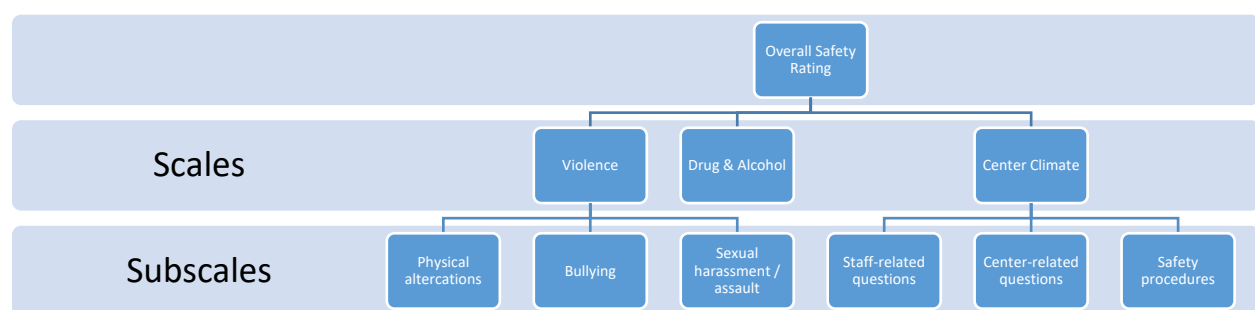 Overall Safety
Rating
Scales
Violence
Drug & Alcohol
Center Climate
Subscales
Physical
altercations
Bullying
Sexual
harassment /
assault
Staff-related
questions
Center-related
questions
Safety
procedures